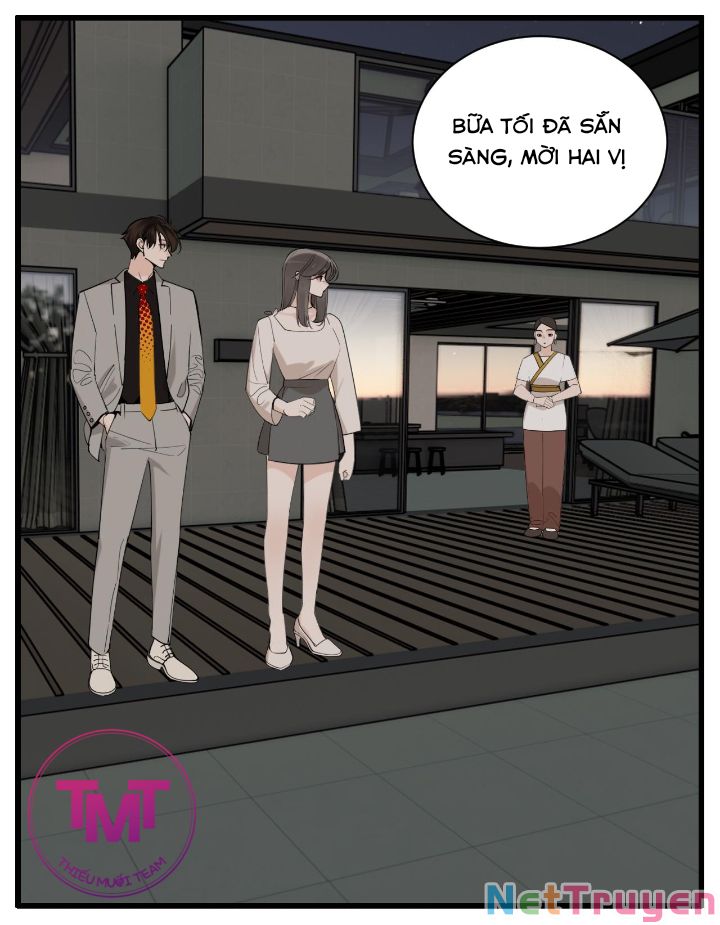 BỮA TỐI ĐÃ SẴN
SÀNG, MỜI HAI VỊ
TMT
THIẾU MUỐI TEAM
NetTruyen